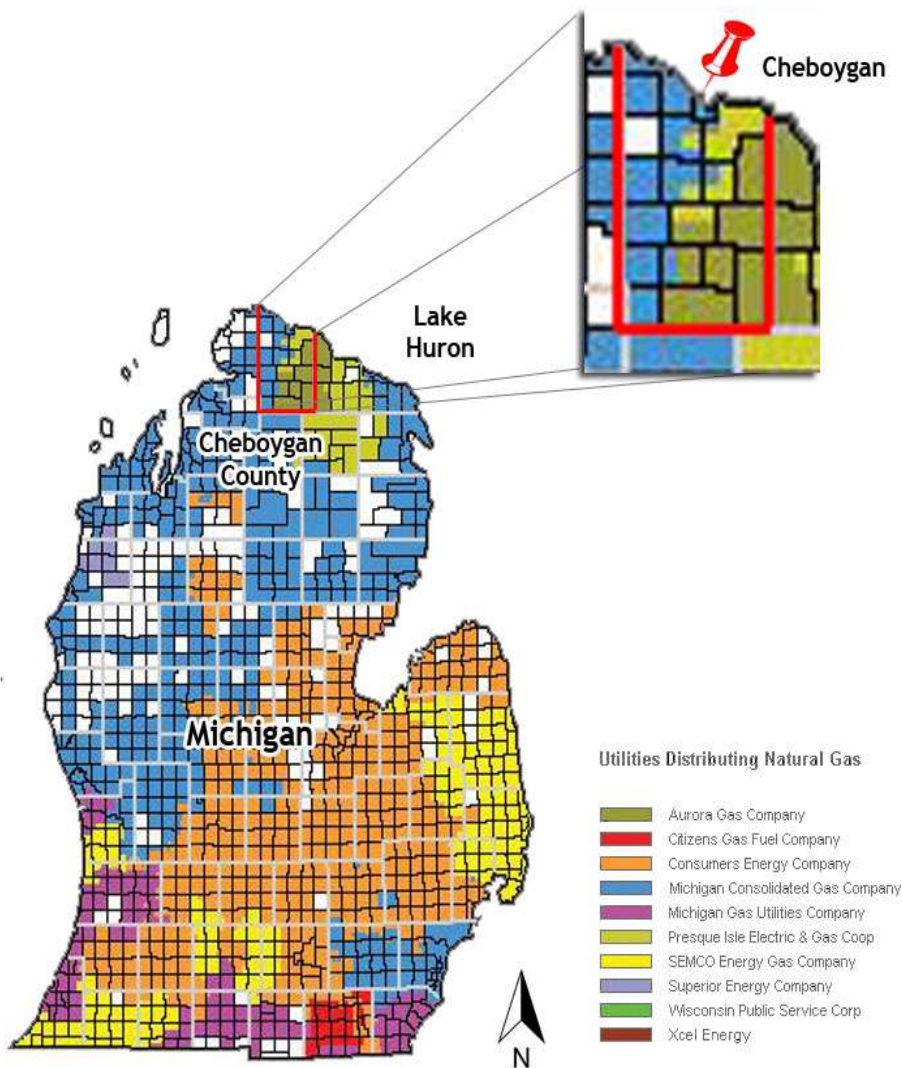 Cheboygan
Lake
Huron
Cheboygan
County
Michigan
Utilities Distributing Natural Gas
Aurora Gas Company
Citizens Gas Fuel Company
Consumers Energy Company
Michigan Consolidated Gas Company
Michigan Gas Utilities Company
Presque Isle Electric & Gas Coop
SEMCO Energy Gas Company
Superior Energy Company
Wisconsin Public Service Corp
Xcel Energy
N